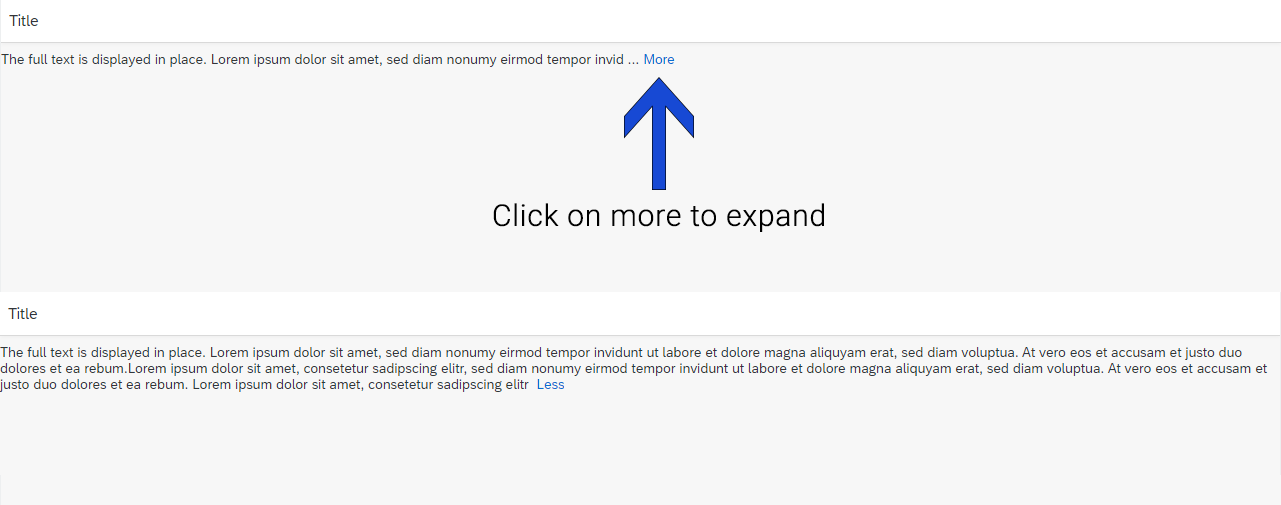 Title
The full text is displayed in place. Lorem ipsum dolor sit amet, sed diam nonumy eirmod tempor invid ... More
Click on more to expand
Title
The full text is displayed in place. Lorem ipsum dolor sit amet, sed diam nonumy eirmod tempor invidunt ut labore et dolore magna aliquyam erat, sed diam voluptua. At vero eos et accusam et justo duo
dolores et ea rebum.Lorem ipsum dolor sit amet, consetetur sadipscing elitr, sed diam nonumy eirmod tempor invidunt ut labore et dolore magna aliquyam erat, sed diam voluptua. At vero eos et accusam et
justo duo dolores et ea rebum. Lorem ipsum dolor sit amet, consetetur sadipscing elitr Less